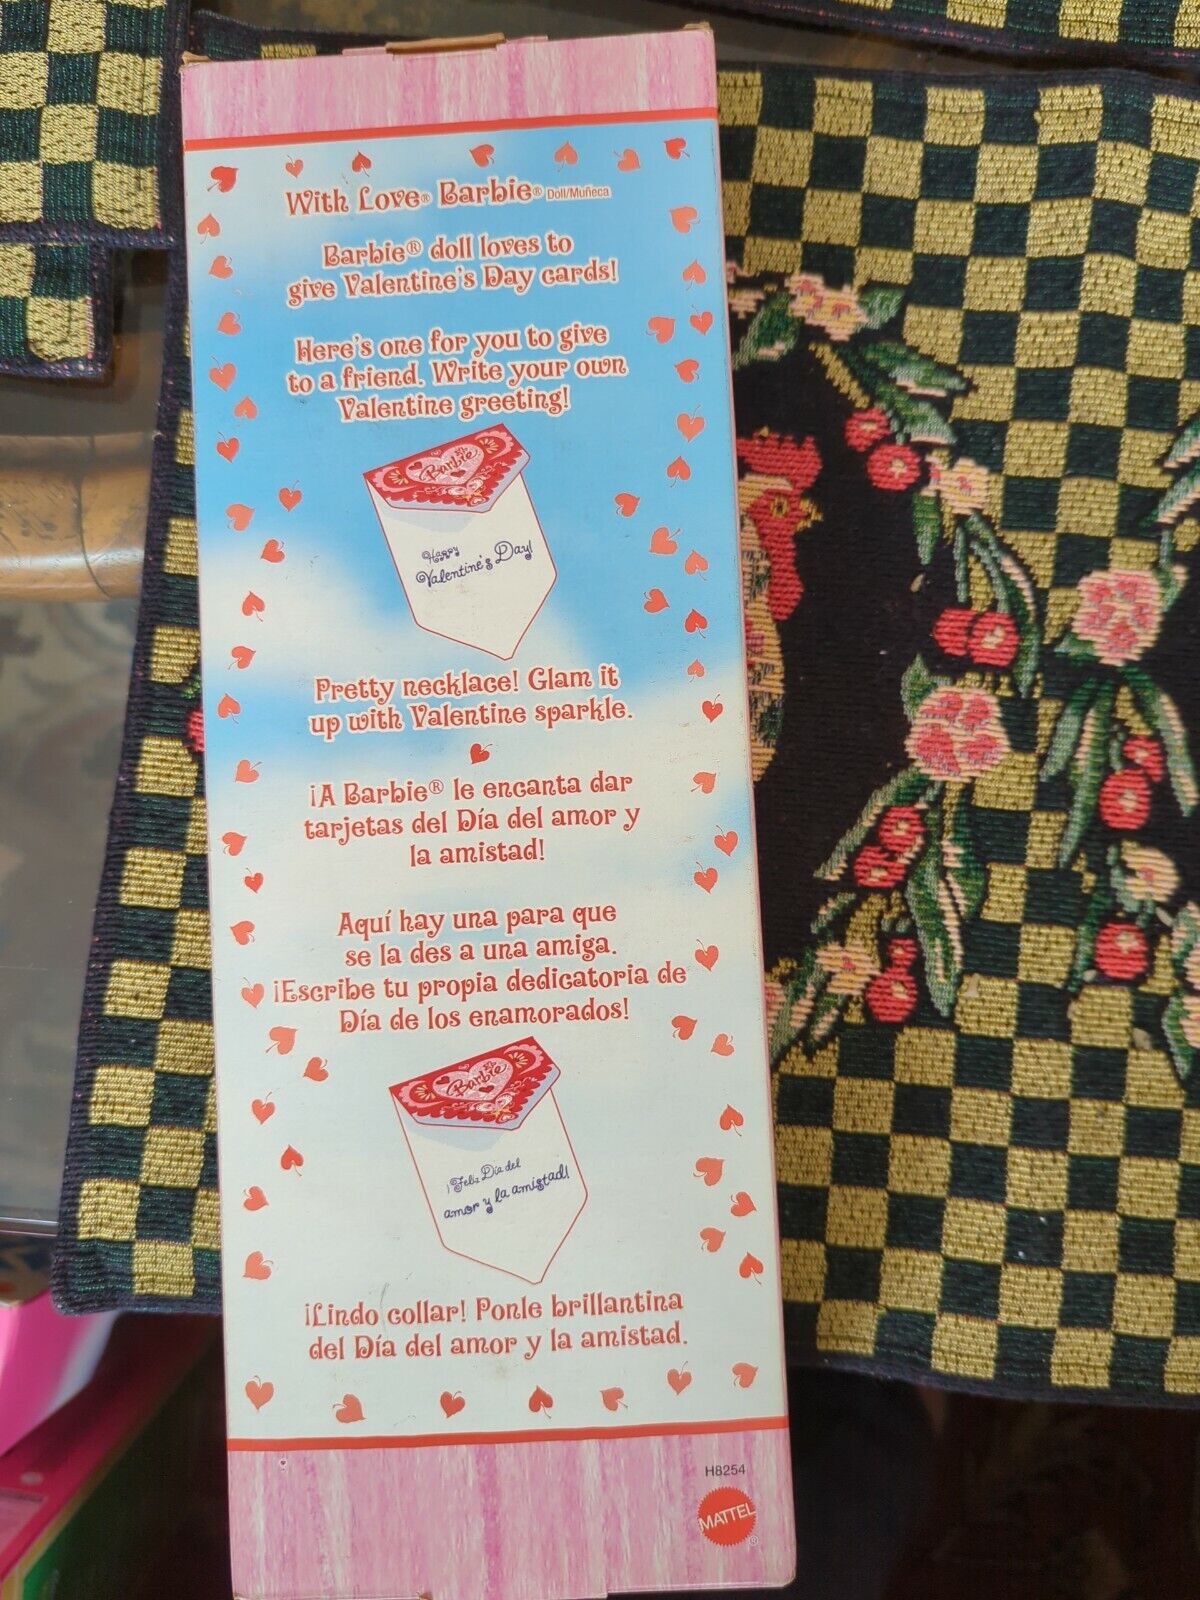 With Love® Barbie® Doll/Muñeca
Barbie® doll loves to
give Valentine's Day cards!
Here's one for you to give
to a friend. Write your own
Valentine greeting!
Barbie
Happy
Valentine's Day!
Pretty necklace! Glam it
up with Valentine sparkle.
¡A Barbie® le encanta dar
tarjetas del Día del amor y
la amistad!
Aquí hay una para que
se la des a una amiga.
¡Escribe tu propia dedicatoria de
Día de los enamorados!
Barbie
¡Feliz Día del
amor y la amistad!
¡Lindo collar! Ponle brillantina
del Día del amor y la amistad.
H8254
MATTEL®